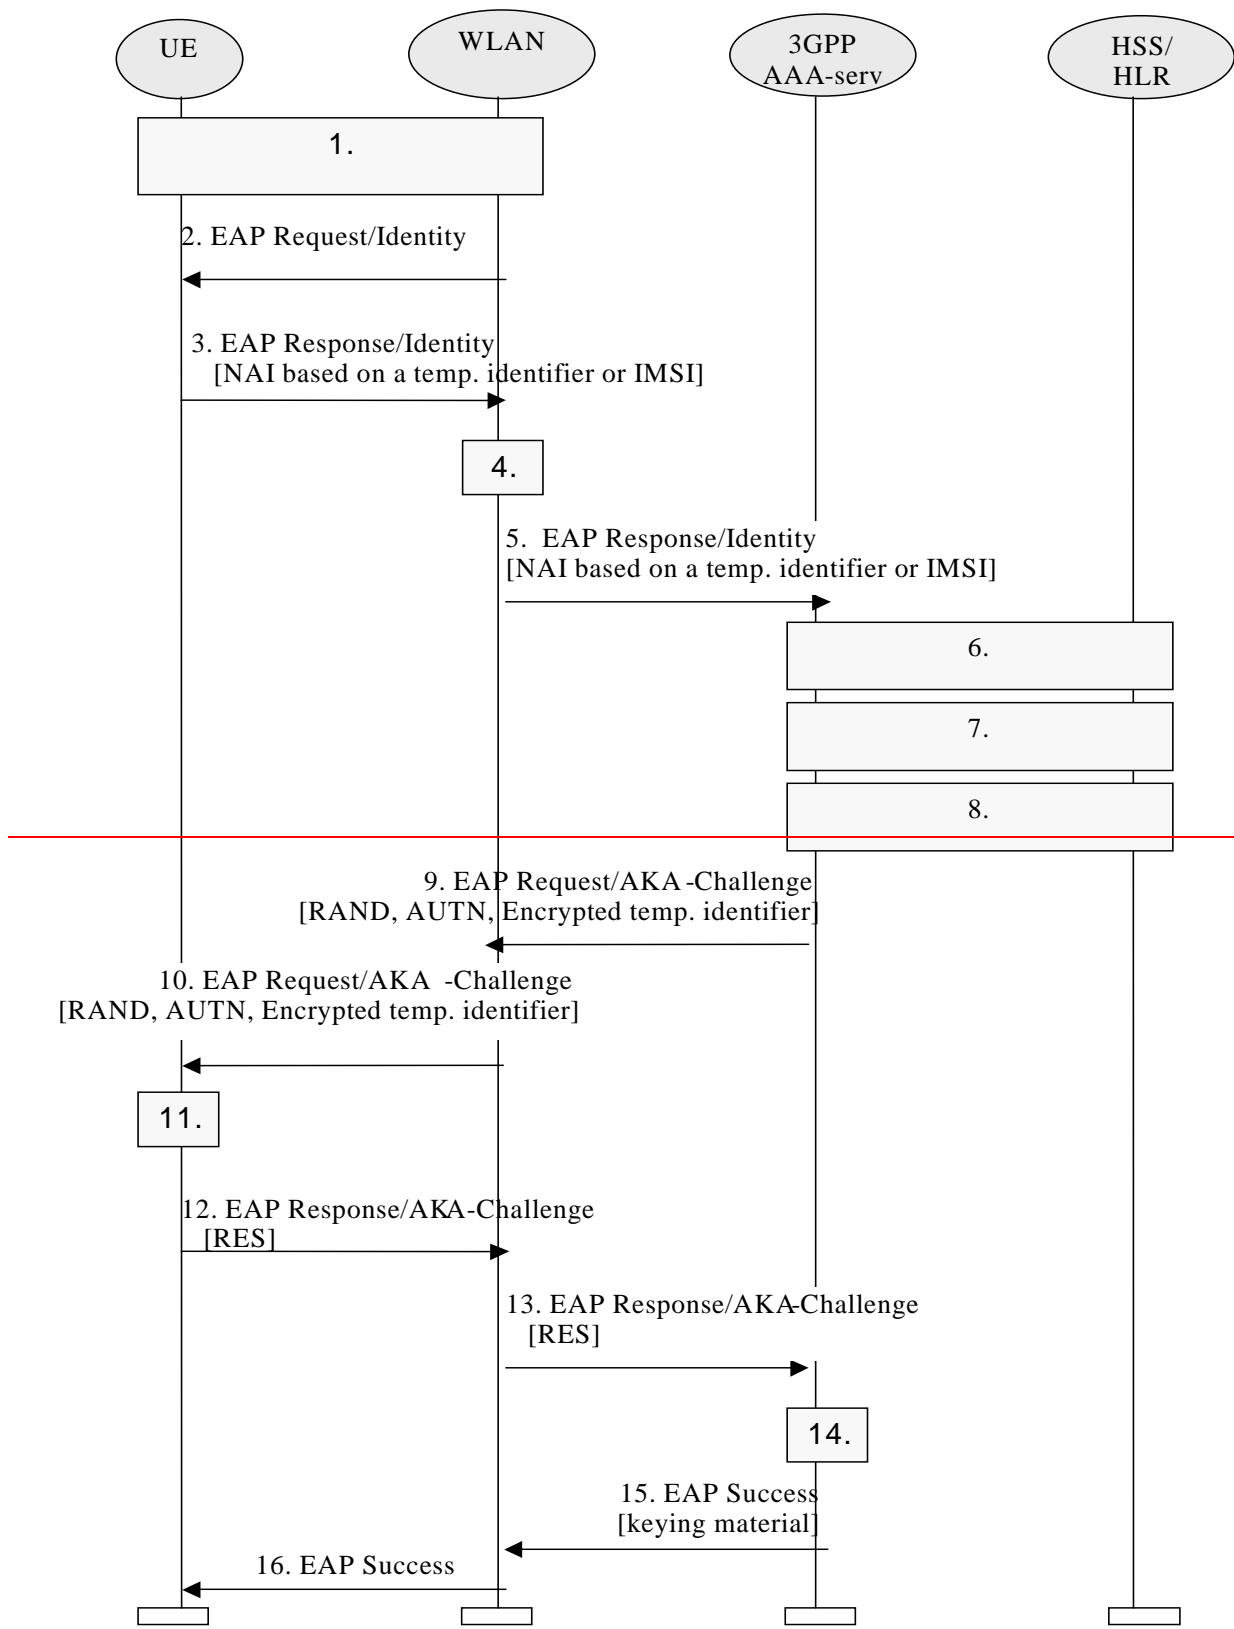 UE
WLAN
3GPP
AAA-serv
HSS/
HLR
1.
2. EAP Request/Identity
3. EAP Response/Identity
[NAI based on a temp. identifier or IMSI]
4.
5. EAP Response/Identity
[NAI based on a temp. identifier or IMSI]
6.
7.
8.
9. EAP Request/AKA-Challenge
[RAND, AUTN, Encrypted temp. identifier]
10. EAP Request/AKA -Challenge
[RAND, AUTN, Encrypted temp. identifier]
11.
12. EAP Response/AKA-Challenge
[RES]
13. EAP Response/AKA-Challenge
[RES]
14.
15. EAP Success
[keying material]
16. EAP Success